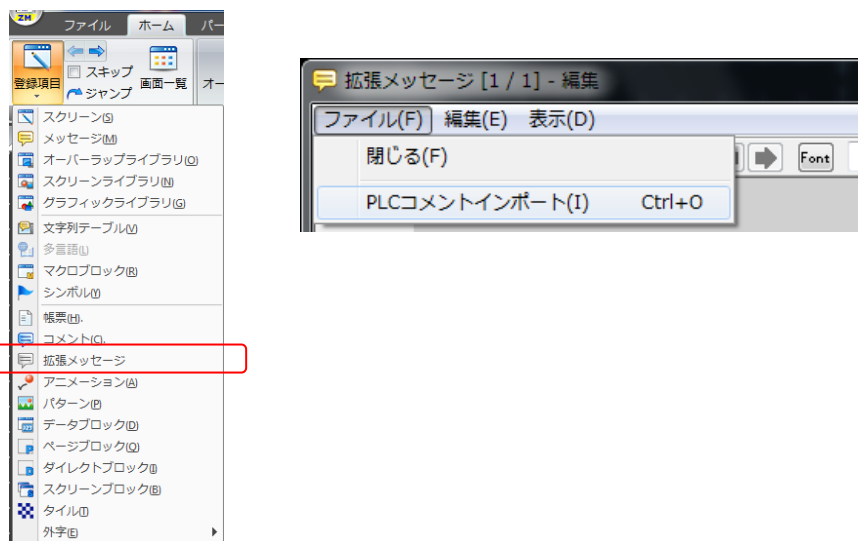 ZM
ファイル ホーム パー
登録項目
スキップ
ジャンプ
画面一覧
オー
スクリーン(S)
メッセージ(M)
オーバーラップライブラリ(O)
スクリーンライブラリ(N)
グラフィックライブラリ(G)
文字列テーブル(V)
多言語(L)
マクロブロック(R)
シンボル(Y)
帳票(H).
コメント(C).
拡張メッセージ
アニメーション(A)
パターン(P)
データブロック(D)
ページブロック(Q)
ダイレクトブロック(I)
スクリーンブロック(B)
タイル(T)
外字(E)
拡張メッセージ [1 / 1] - 編集
ファイル(F) 編集(E) 表示(D)
閉じる(F)
Font
PLCコメントインポート(I) Ctrl+O